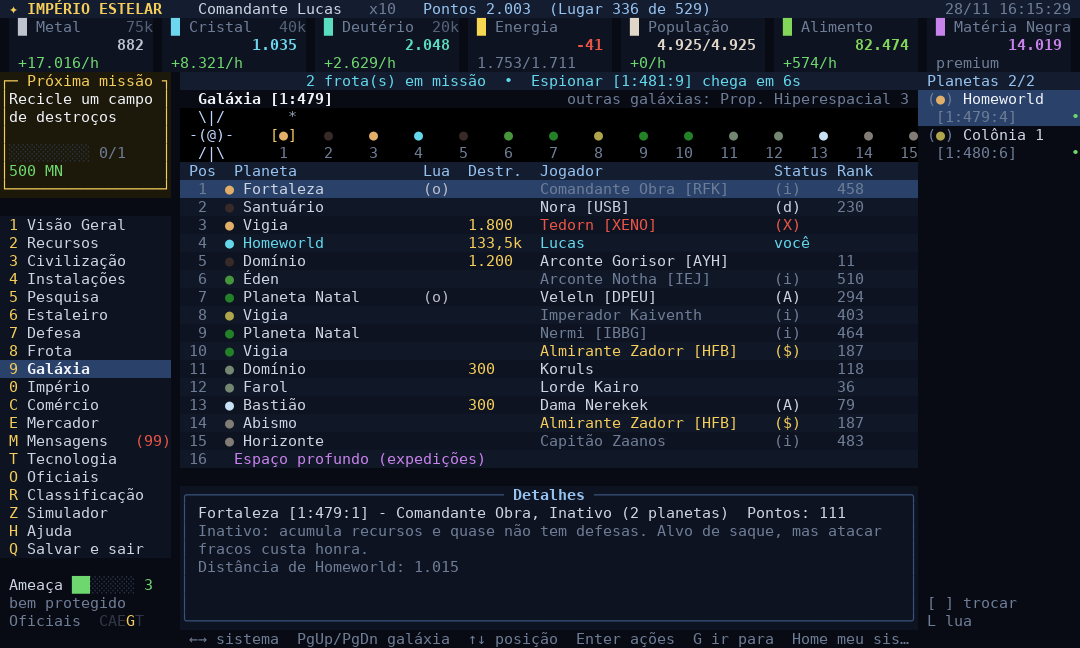 ✦ IMPÉRIO ESTELAR Comandante Lucas x10 Pontos 2.003 (Lugar 336 de 529) 28/11 16:15:29
Metal 75k Cristal 40k Deutério 20k Energia População Alimento Matéria Negra
882 1.035 2.048 -41 4.925/4.925 82.474 14.019
+17.016/h +8.321/h +2.629/h 1.753/1.711 +0/h +574/h premium
Próxima missão
Recicle um campo de destroços
0/1
500 MN
1 Visão Geral
2 Recursos
3 Civilização
4 Instalações
5 Pesquisa
6 Estaleiro
7 Defesa
8 Frota
9 Galáxia
0 Império
C Comércio
E Mercador
M Mensagens (99)
T Tecnologia
O Oficiais
R Classificação
Z Simulador
H Ajuda
Q Salvar e sair
Ameaça 3
bem protegido
Oficiais CAEGT
2 frota(s) em missão • Espionar [1:481:9] chega em 6s
Galáxia [1:479] outras galáxias: Prop. Hiperespacial 3
\|/ *
-(@)- [●] ● ● ● ● ● ● ● ● ● ● ● ● ● ●
/|\ 1 2 3 4 5 6 7 8 9 10 11 12 13 14 15
Pos Planeta Lua Destr. Jogador Status Rank
1 ● Fortaleza (o) Comandante Obra [RFK] (i) 458
2 ● Santuário Nora [USB] (d) 230
3 ● Vigia 1.800 Tedorn [XENO] (X)
4 ● Homeworld 133,5k Lucas você
5 ● Domínio 1.200 Arconte Gorisor [AYH] 11
6 ● Éden Arconte Notha [IEJ] (i) 510
7 ● Planeta Natal (o) Veleln [DPEU] (A) 294
8 ● Vigia Imperador Kaiventh (i) 403
9 ● Planeta Natal Nermi [IBBG] (i) 464
10 ● Vigia Almirante Zadorr [HFB] ($) 187
11 ● Domínio 300 Koruls 118
12 ● Farol Lorde Kairo 36
13 ● Bastião 300 Dama Nerekek (A) 79
14 ● Abismo Almirante Zadorr [HFB] ($) 187
15 ● Horizonte Capitão Zaanos (i) 483
16 Espaço profundo (expedições)
Detalhes
Fortaleza [1:479:1] - Comandante Obra, Inativo (2 planetas) Pontos: 111
Inativo: acumula recursos e quase não tem defesas. Alvo de saque, mas atacar
fracos custa honra.
Distância de Homeworld: 1.015
←→ sistema PgUp/PgDn galáxia ↑↓ posição Enter ações G ir para Home meu sis…
Planetas 2/2
(●) Homeworld
[1:479:4] •
(●) Colônia 1
[1:480:6] •
[ ] trocar
L lua